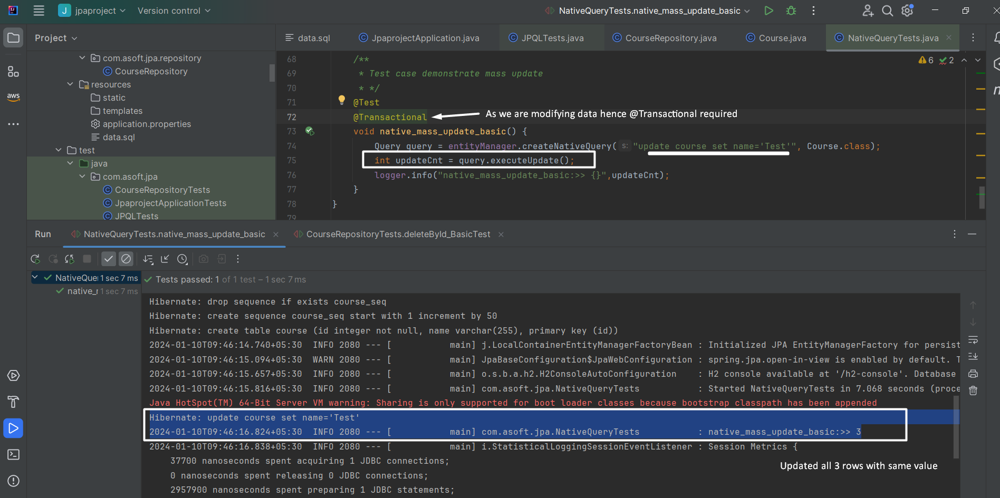 J jpaproject Version control NativeQueryTests.native_mass_update_basic
Project
data.sql JpaprojectApplication.java JPQLTests.java CourseRepository.java Course.java NativeQueryTests.java
com.asoft.jpa.repository
CourseRepository
resources
static
templates
application.properties
data.sql
test
java
com.asoft.jpa
CourseRepositoryTests
JpaprojectApplicationTests
JPQLTests
aws
6 2
68 /**
69 * Test case demonstrate mass update
70 * */
71 @Test
72 @Transactional As we are modifying data hence @Transactional required
73 void native_mass_update_basic() {
74 Query query = entityManager.createNativeQuery( s: "update course set name='Test'", Course.class);
75 int updateCnt = query.executeUpdate();
76 logger.info("native_mass_update_basic:>> {}",updateCnt);
77 }
78 }
79
Run NativeQueryTests.native_mass_update_basic CourseRepositoryTests.deleteById_BasicTest
NativeQue 1 sec 7 ms
native_r 1 sec 7 ms
Tests passed: 1 of 1 test – 1 sec 7 ms
Hibernate: drop sequence if exists course_seq
Hibernate: create sequence course_seq start with 1 increment by 50
Hibernate: create table course (id integer not null, name varchar(255), primary key (id))
2024-01-10T09:46:14.740+05:30 INFO 2080 --- [ main] j.LocalContainerEntityManagerFactoryBean : Initialized JPA EntityManagerFactory for persist
2024-01-10T09:46:15.094+05:30 WARN 2080 --- [ main] JpaBaseConfiguration$JpaWebConfiguration : spring.jpa.open-in-view is enabled by default. T
2024-01-10T09:46:15.657+05:30 INFO 2080 --- [ main] o.s.b.a.h2.H2ConsoleAutoConfiguration : H2 console available at '/h2-console'. Database
2024-01-10T09:46:15.816+05:30 INFO 2080 --- [ main] com.asoft.jpa.NativeQueryTests : Started NativeQueryTests in 7.068 seconds (proce
Java HotSpot(TM) 64-Bit Server VM warning: Sharing is only supported for boot loader classes because bootstrap classpath has been appended
Hibernate: update course set name='Test'
2024-01-10T09:46:16.824+05:30 INFO 2080 --- [ main] com.asoft.jpa.NativeQueryTests : native_mass_update_basic:>> 3
2024-01-10T09:46:16.838+05:30 INFO 2080 --- [ main] i.StatisticalLoggingSessionEventListener : Session Metrics {
37700 nanoseconds spent acquiring 1 JDBC connections;
0 nanoseconds spent releasing 0 JDBC connections;
2957900 nanoseconds spent preparing 1 JDBC statements;
Updated all 3 rows with same value